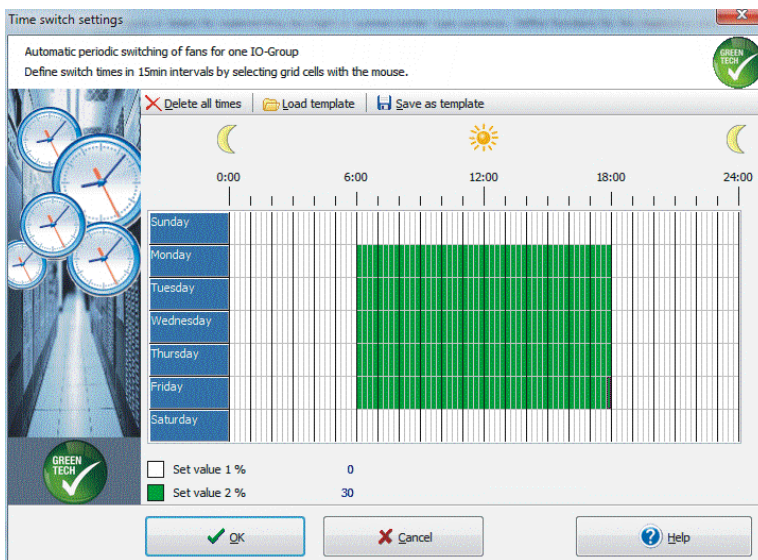 Time switch settings
Automatic periodic switching of fans for one IO-Group
Define switch times in 15min intervals by selecting grid cells with the mouse.
GREEN
TECH
Delete all times Load template Save as template
0:00 6:00 12:00 18:00 24:00
Sunday
Monday
Tuesday
Wednesday
Thursday
Friday
Saturday
GREEN
TECH
Set value 1 % 0
Set value 2 % 30
OK Cancel Help